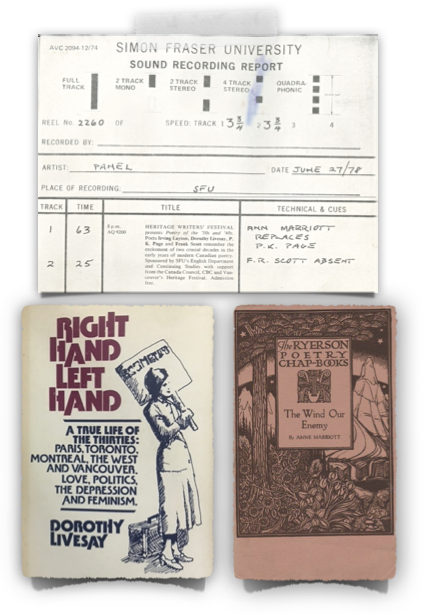 AVC 2094-12/74
SIMON FRASER UNIVERSITY
SOUND RECORDING REPORT
FULL TRACK
2 TRACK MONO
2 TRACK STEREO
4 TRACK STEREO
QUADRA-PHONIC
REEL No. 2260 OF SPEED: TRACK 1 3 3/4 2 3 3/4 3 4
RECORDED BY:
ARTIST: PANEL DATE JUNE 27/78
PLACE OF RECORDING: SFU
TRACK TIME TITLE TECHNICAL & CUES
1 63
2 25
8 p.m.
AQ 9200
HERITAGE WRITERS' FESTIVAL
presents Poetry of the '30s and '40s.
Poets Irving Layton, Dorothy Livesay, P.
K. Page and Frank Scott remember the
excitement of two crucial decades in the
early years of modern Canadian poetry.
Sponsored by SFU's English Department
and Continuing Studies with support
from the Canada Council, CBC and Van-
couver's Heritage Festival. Admission
free.
ANN MARRIOTT
REPLACES
P.K. PAGE
F.R. SCOTT ABSENT
RIGHT
HAND
LEFT
HAND
A TRUE LIFE OF
THE THIRTIES:
PARIS, TORONTO,
MONTREAL, THE WEST
AND VANCOUVER.
LOVE, POLITICS,
THE DEPRESSION
AND FEMINISM.
DOROTHY
LIVESAY
The RYERSON
POETRY
CHAP-BOOKS
The Wind Our
Enemy
By ANNE MARRIOTT